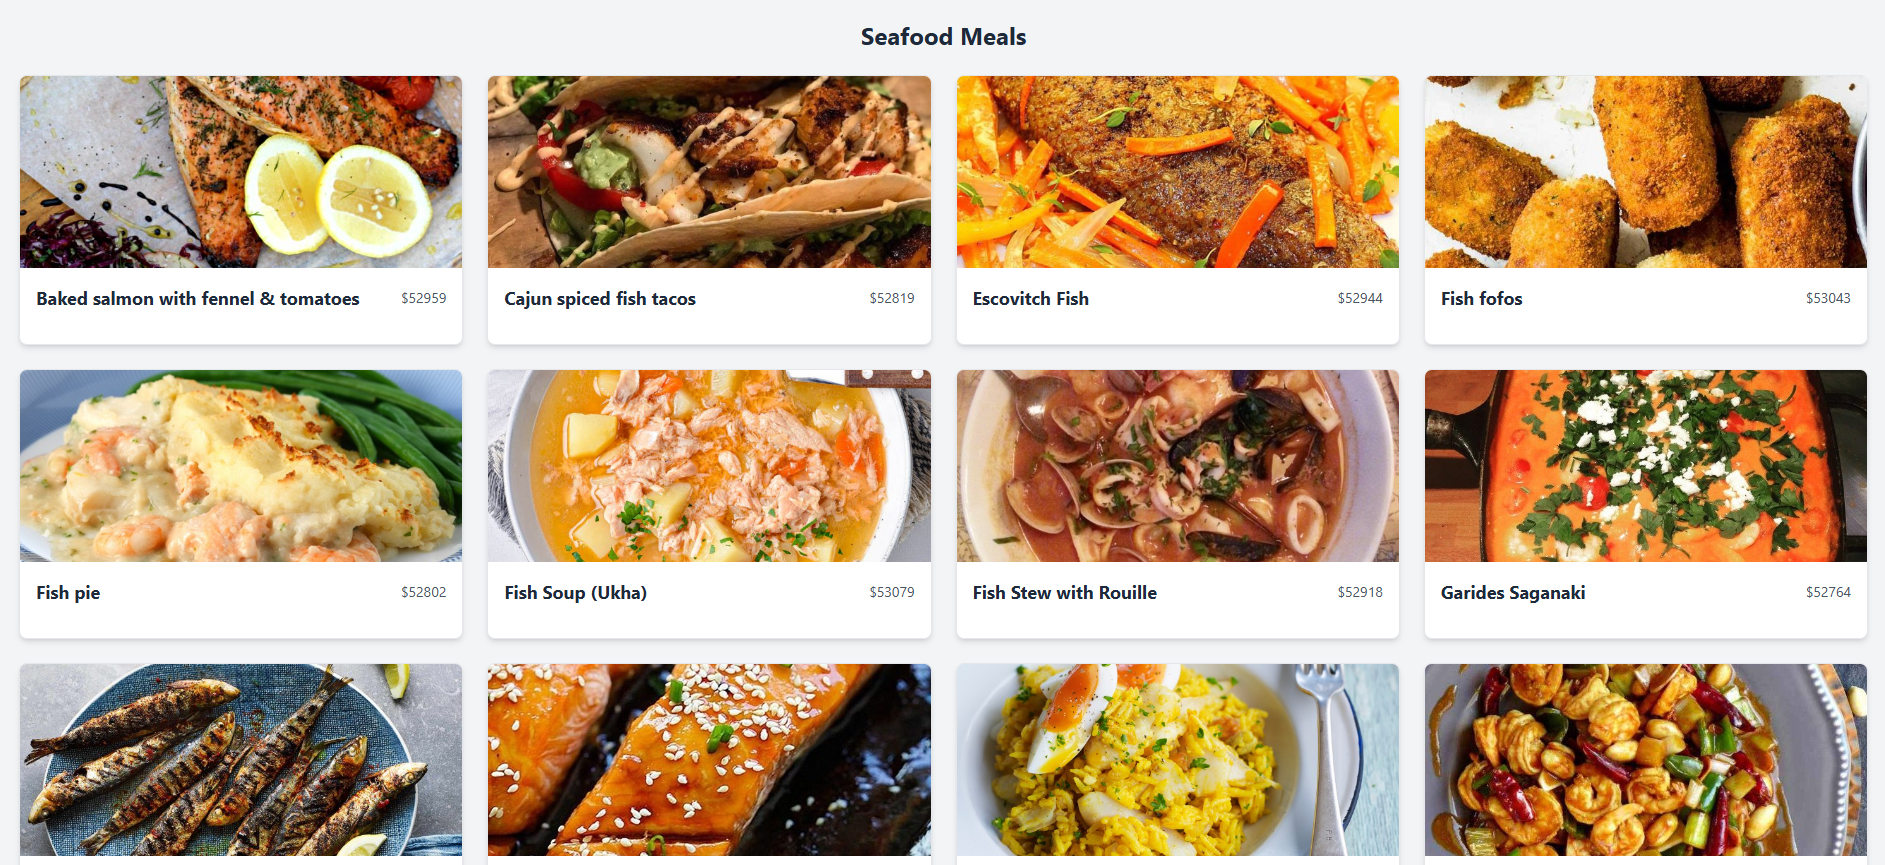 Seafood Meals
Baked salmon with fennel & tomatoes $52959
Cajun spiced fish tacos $52819
Escovitch Fish $52944
Fish fofos $53043
Fish pie $52802
Fish Soup (Ukha) $53079
Fish Stew with Rouille $52918
Garides Saganaki $52764